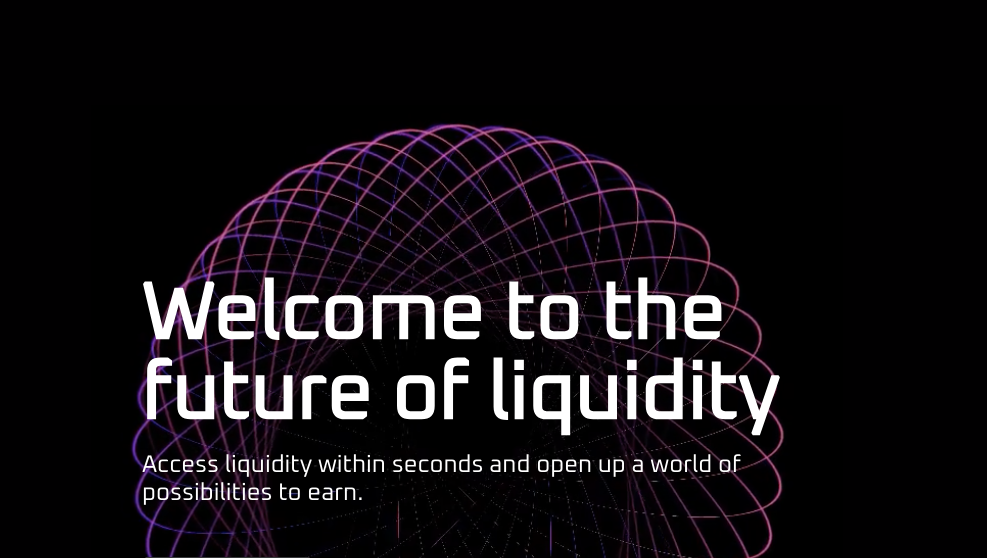 Welcome to the
future of liquidity
Access liquidity within seconds and open up a world of
possibilities to earn.